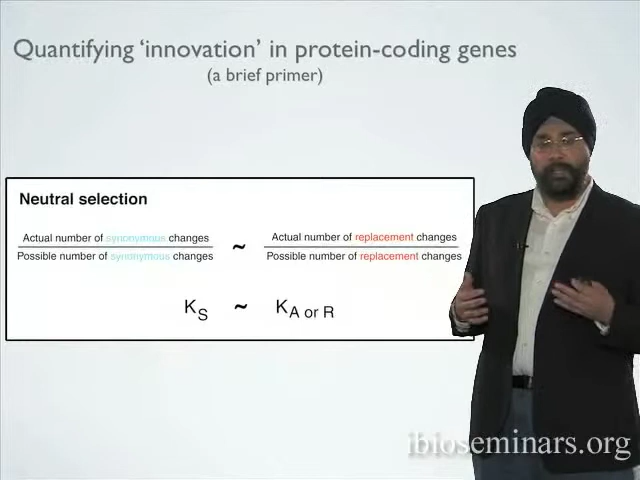 Quantifying ‘innovation’ in protein-coding genes
(a brief primer)
Neutral selection
Actual number of synonymous changes
Possible number of synonymous changes
~
Actual number of replacement changes
Possible number of replacement changes
KS ~ KA or R
ibioseminars.org